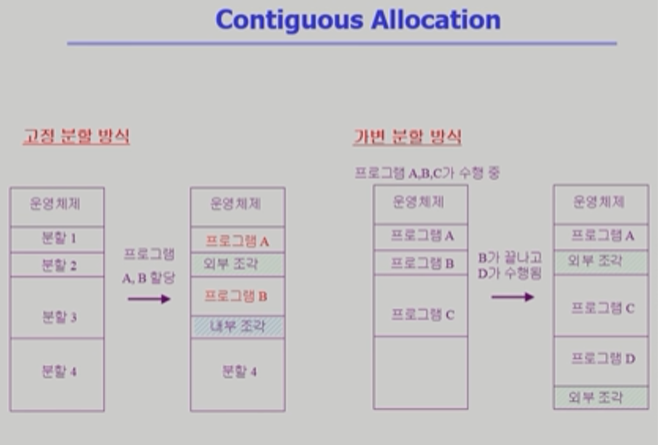 Contiguous Allocation
고정 분할 방식
가변 분할 방식
프로그램 A,B,C가 수행 중
운영체제
분할 1
분할 2
분할 3
분할 4
프로그램
A, B 할당
운영체제
프로그램 A
외부 조각
프로그램 B
내부 조각
분할 4
운영체제
프로그램 A
프로그램 B
프로그램 C
B가 끝나고
D가 수행됨
운영체제
프로그램 A
외부 조각
프로그램 C
프로그램 D
외부 조각